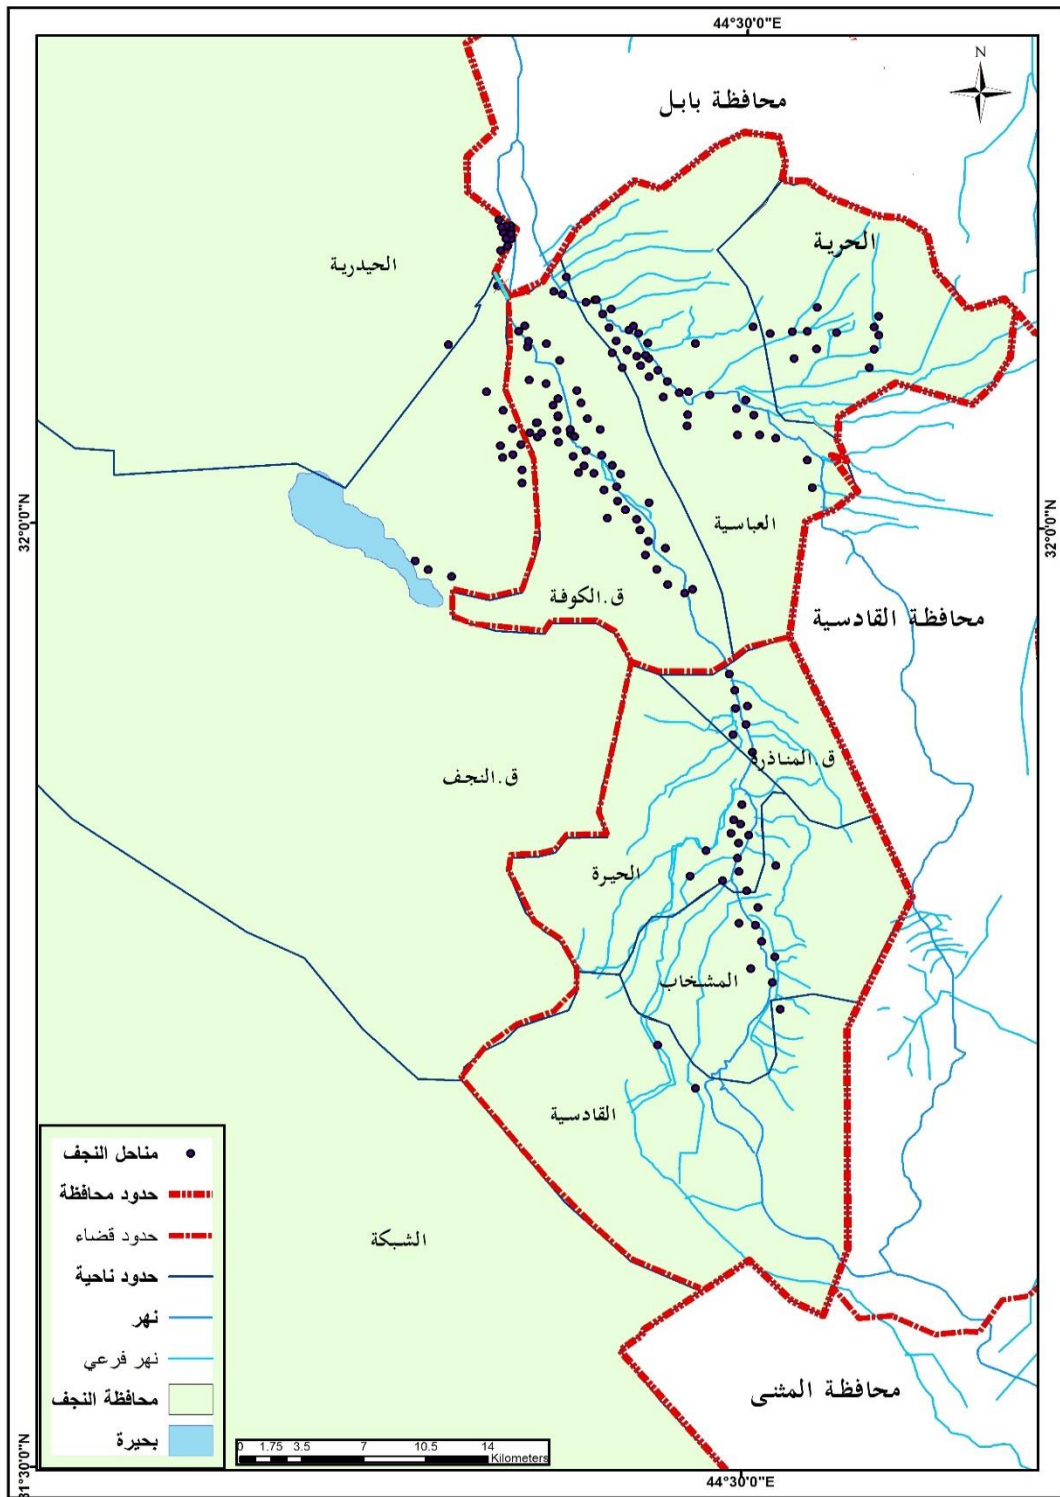 44°30'0"E
N
محافظة بابل
الحرية
الحيدرية
32°0'0"N
32°0'0"N
العباسية
ق.الكوفة
محافظة القادسية
ق.المناذرة
ق.النجف
الحيرة
المشخاب
القادسية
الشبكة
محافظة المثنى
مناحل النجف
حدود محافظة
حدود قضاء
حدود ناحية
نهر
نهر فرعي
محافظة النجف
بحيرة
0 1.75 3.5 7 10.5 14
Kilometers
31°30'0"N
44°30'0"E